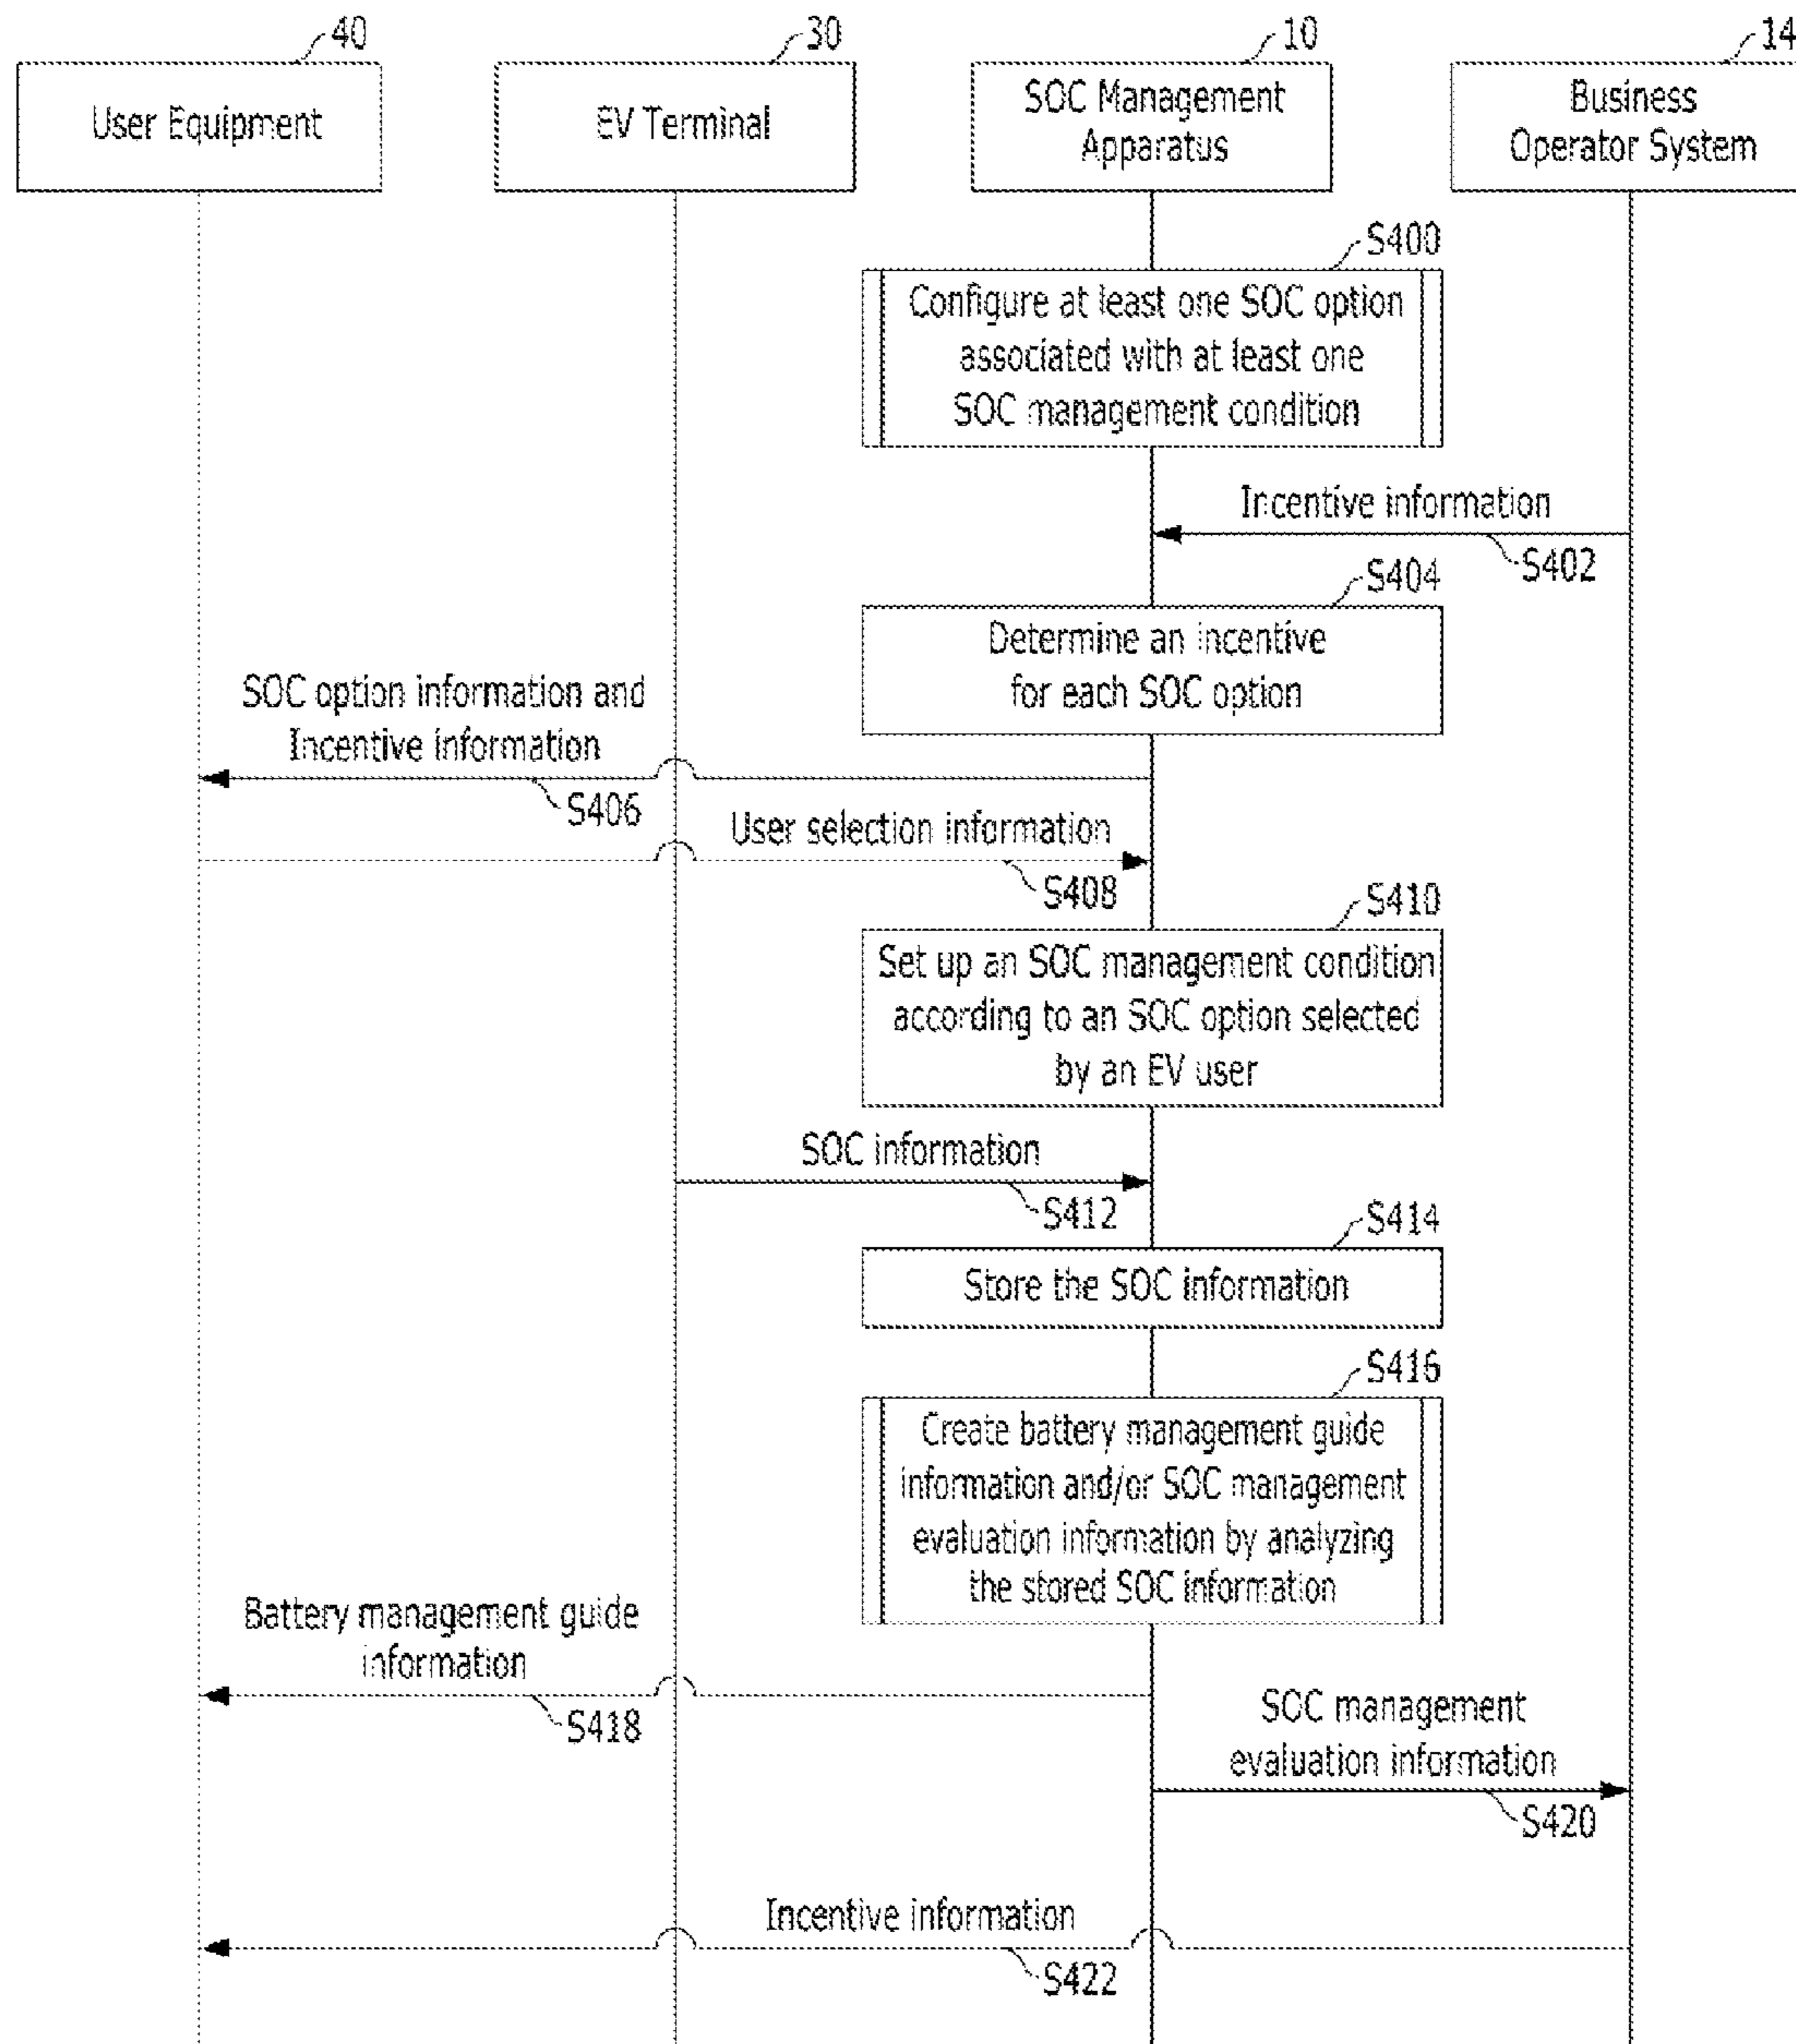 40
30
10
14
User Equipment
EV Terminal
SOC Management
Apparatus
Business
Operator System
S400
Configure at least one SOC option
associated with at least one
SOC management condition
Incentive information
S402
S404
Determine an incentive
for each SOC option
SOC option information and
Incentive information
S406
User selection information
S408
S410
Set up an SOC management condition
according to an SOC option selected
by an EV user
SOC information
S412
S414
Store the SOC information
S416
Create battery management guide
information and/or SOC management
evaluation information by analyzing
the stored SOC information
Battery management guide
information
S418
SOC management
evaluation information
S420
Incentive information
S422